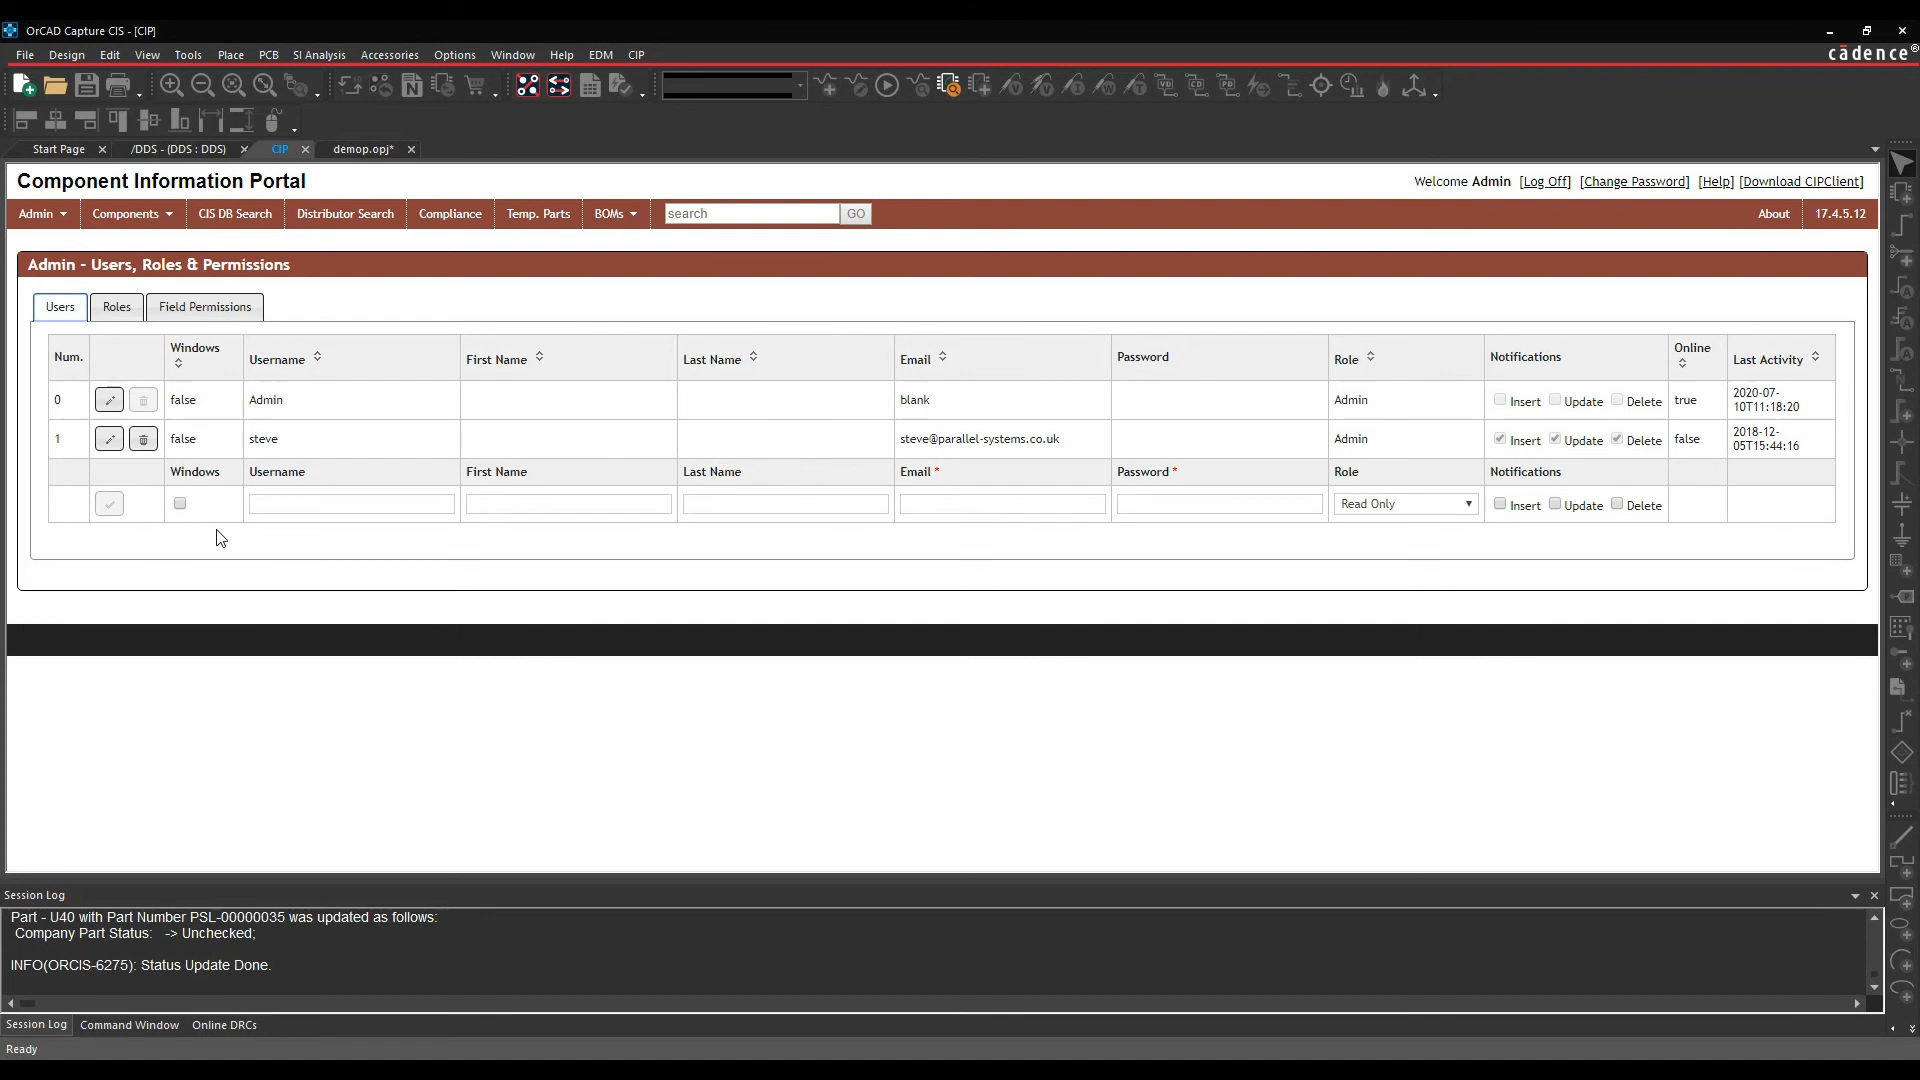 OrCAD Capture CIS - [CIP]
File Design Edit View Tools Place PCB SI Analysis Accessories Options Window Help EDM CIP
cādence®
Start Page /DDS - (DDS : DDS) CIP demop.opj*
Component Information Portal
Welcome Admin [Log Off] [Change Password] [Help] [Download CIPClient]
Admin Components CIS DB Search Distributor Search Compliance Temp. Parts BOMs search GO About 17.4.5.12
Admin - Users, Roles & Permissions
Users Roles Field Permissions
Num. Windows Username First Name Last Name Email Password Role Notifications Online Last Activity
0 false Admin blank Admin Insert Update Delete true 2020-07-
10T11:18:20
1 false steve steve@parallel-systems.co.uk Admin Insert Update Delete false 2018-12-
05T15:44:16
Windows Username First Name Last Name Email * Password * Role Notifications
Read Only Insert Update Delete
Session Log
Part - U40 with Part Number PSL-00000035 was updated as follows:
Company Part Status: -> Unchecked;
INFO(ORCIS-6275): Status Update Done.
Session Log Command Window Online DRCs
Ready